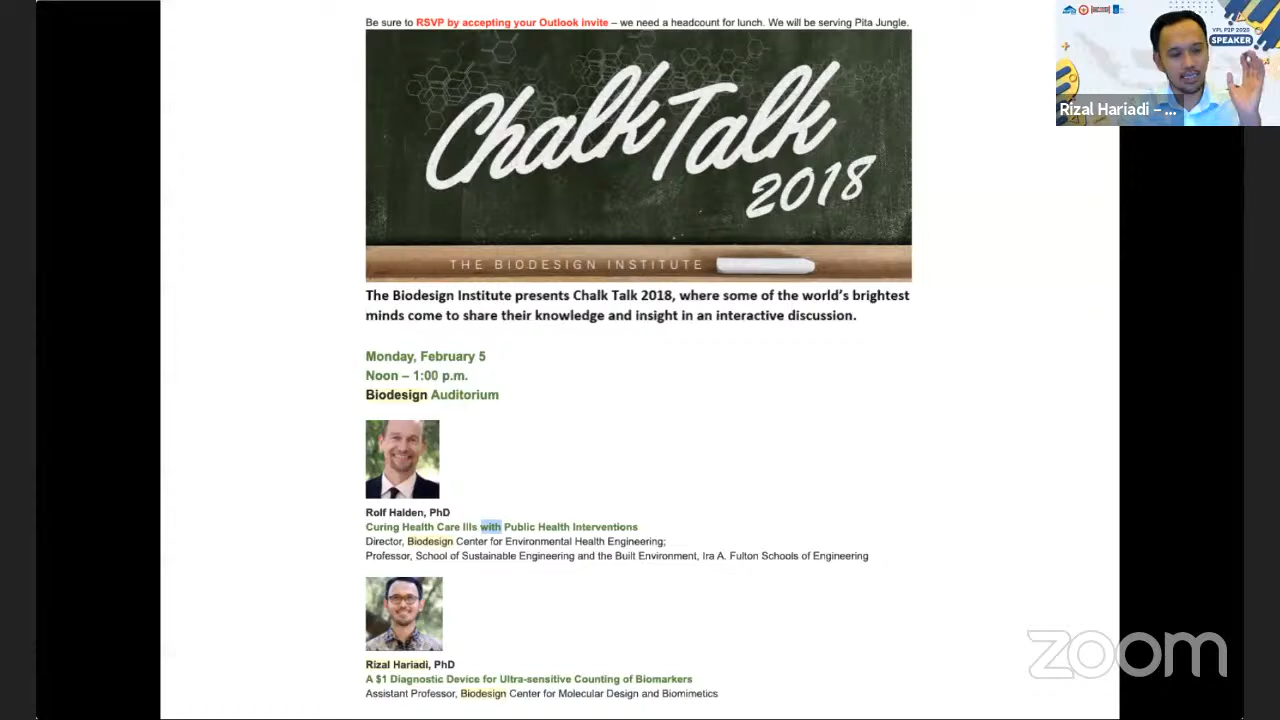 Be sure to RSVP by accepting your Outlook invite – we need a headcount for lunch. We will be serving Pita Jungle.
Chalk Talk
2018
THE BIODESIGN INSTITUTE
The Biodesign Institute presents Chalk Talk 2018, where some of the world's brightest
minds come to share their knowledge and insight in an interactive discussion.
Monday, February 5
Noon – 1:00 p.m.
Biodesign Auditorium
Rolf Halden, PhD
Curing Health Care Ills with Public Health Interventions
Director, Biodesign Center for Environmental Health Engineering;
Professor, School of Sustainable Engineering and the Built Environment, Ira A. Fulton Schools of Engineering
Rizal Hariadi, PhD
A $1 Diagnostic Device for Ultra-sensitive Counting of Biomarkers
Assistant Professor, Biodesign Center for Molecular Design and Biomimetics
SPEAKER
Rizal Hariadi – ...
zoom